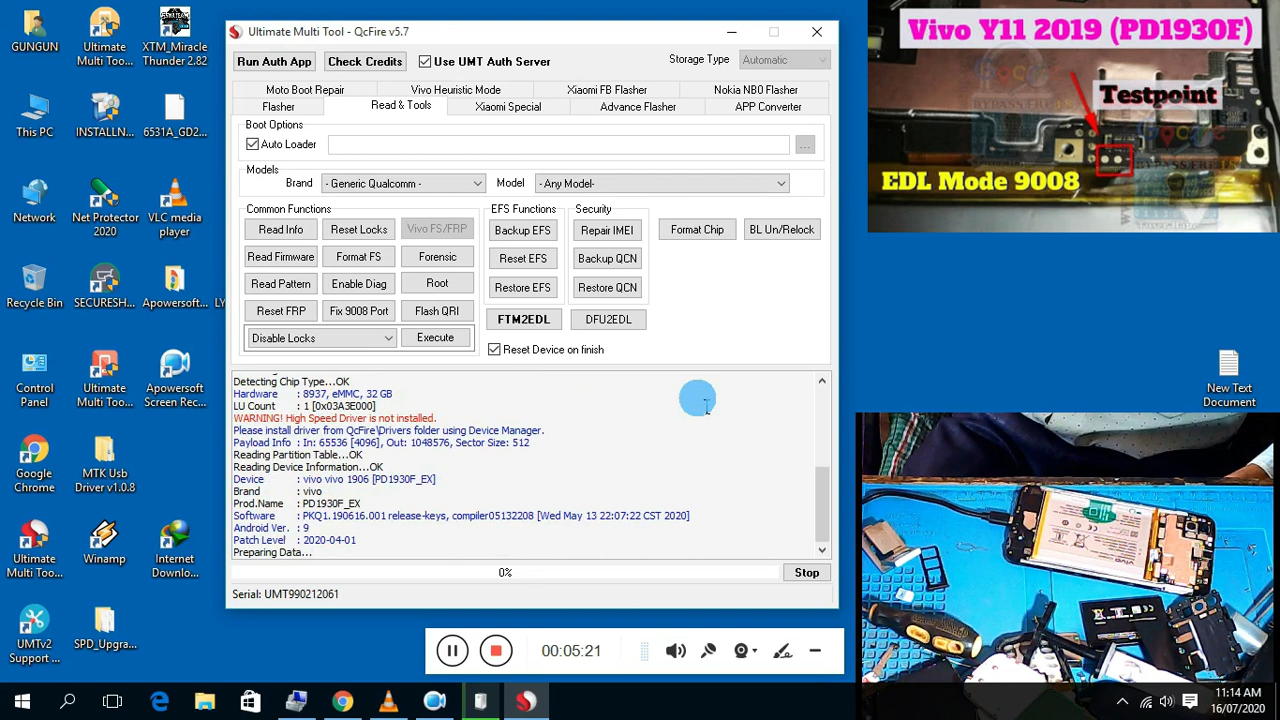 GUNGUN
Ultimate
Multi Too...
XTM_Miracle
Thunder 2.82
This PC
INSTALLN...
6531A_GD2...
Network
Net Protector
2020
VLC media
player
Recycle Bin
SECURESH...
Apowersoft...
LY
Control
Panel
Ultimate
Multi Too...
Apowersoft
Screen Rec...
Google
Chrome
MTK Usb
Driver v1.0.8
Ultimate
Multi Too...
Winamp
Internet
Downlo...
UMTv2
Support ...
SPD_Upgra...
Ultimate Multi Tool - QcFire v5.7
Run Auth App
Check Credits
Use UMT Auth Server
Storage Type
Automatic
Moto Boot Repair
Vivo Heuristic Mode
Xiaomi FB Flasher
Nokia NB0 Flasher
Flasher
Read & Tools
Xiaomi Special
Advance Flasher
APP Converter
Boot Options
Auto Loader
...
Models
Brand
- Generic Qualcomm -
Model
- Any Model-
Common Functions
EFS Functions
Security
Read Info
Reset Locks
Backup EFS
Repair IMEI
Format Chip
BL Un/Relock
Read Firmware
Format FS
Forensic
Reset EFS
Backup QCN
Read Pattern
Enable Diag
Root
Restore EFS
Restore QCN
Reset FRP
Fix 9008 Port
Flash QRI
FTM2EDL
DFU2EDL
Disable Locks
Execute
Reset Device on finish
Detecting Chip Type...OK
Hardware : 8937, eMMC, 32 GB
LU Count : 1 [0x03A3E000]
WARNING! High Speed Driver is not installed.
Please install driver from QcFire\Drivers folder using Device Manager.
Payload Info : In: 65536 [4096], Out: 1048576, Sector Size: 512
Reading Partition Table...OK
Reading Device Information...OK
Device : vivo vivo 1906 [PD1930F_EX]
Brand : vivo
Prod.Name : PD1930F_EX
Software : PKQ1.190616.001 release-keys, compiler05132208 [Wed May 13 22:07:22 CST 2020]
Android Ver. : 9
Patch Level : 2020-04-01
Preparing Data...
0%
Stop
Serial: UMT990212061
00:05:21
Vivo Y11 2019 (PD1930F)
Testpoint
EDL Mode 9008
New Text
Document
vivo
11:14 AM
16/07/2020